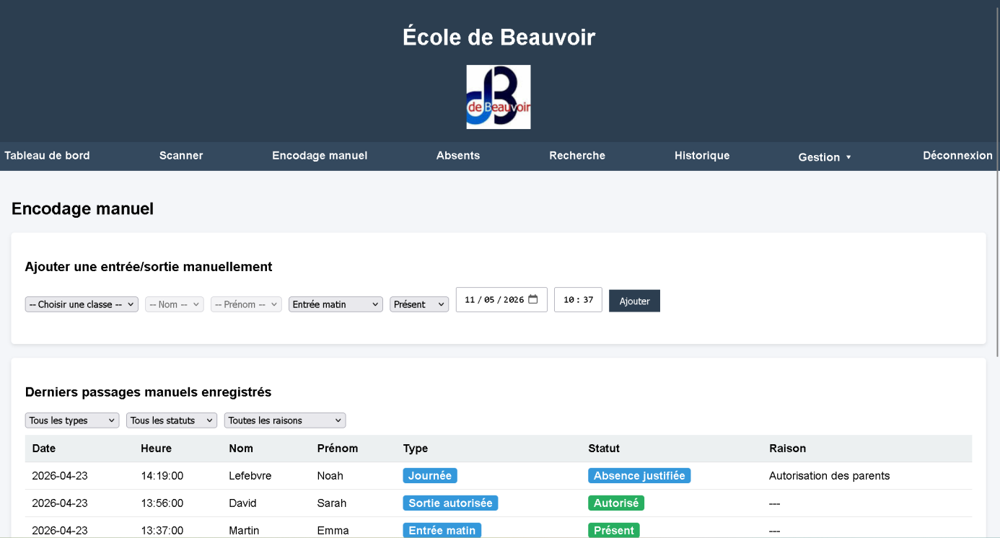 École de Beauvoir
dB
de Beauvoir
Tableau de bord Scanner Encodage manuel Absents Recherche Historique Gestion ▾ Déconnexion
Encodage manuel
Ajouter une entrée/sortie manuellement
-- Choisir une classe -- -- Nom -- -- Prénom -- Entrée matin Présent 11/05/2026 10:37 Ajouter
Derniers passages manuels enregistrés
Tous les types Tous les statuts Toutes les raisons
Date Heure Nom Prénom Type Statut Raison
2026-04-23 14:19:00 Lefebvre Noah Journée Absence justifiée Autorisation des parents
2026-04-23 13:56:00 David Sarah Sortie autorisée Autorisé ---
2026-04-23 13:37:00 Martin Emma Entrée matin Présent ---